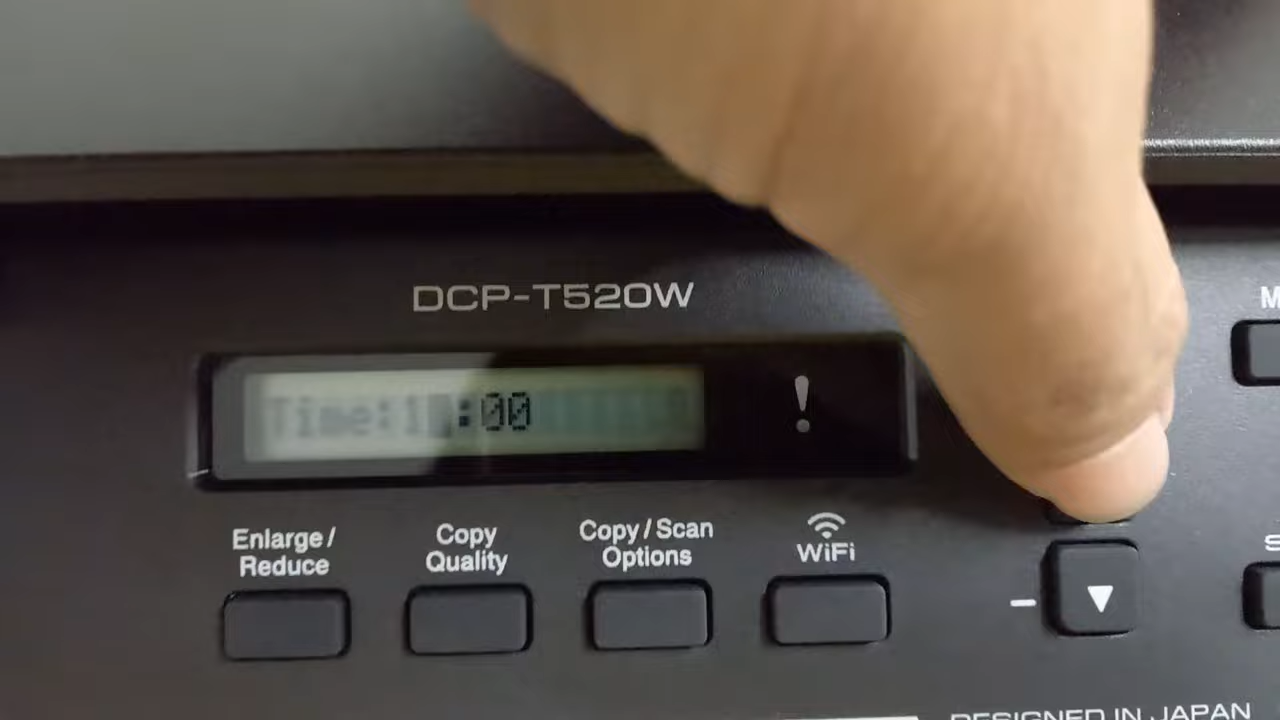 DCP-T520W
Time:1 :00
!
Enlarge/
Reduce
Copy
Quality
Copy/Scan
Options
WiFi
–
▼
DESIGNED IN JAPAN